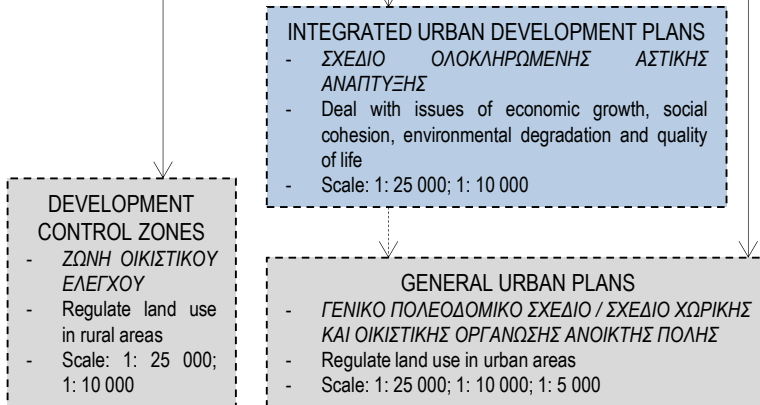 INTEGRATED URBAN DEVELOPMENT PLANS
- ΣΧΕΔΙΟ ΟΛΟΚΛΗΡΩΜΕΝΗΣ ΑΣΤΙΚΗΣ
ΑΝΑΠΤΥΞΗΣ
- Deal with issues of economic growth, social
cohesion, environmental degradation and quality
of life
- Scale: 1: 25 000; 1: 10 000
DEVELOPMENT
CONTROL ZONES
- ΖΩΝΗ ΟΙΚΙΣΤΙΚΟΥ
ΕΛΕΓΧΟΥ
- Regulate land use
in rural areas
- Scale: 1: 25 000;
1: 10 000
GENERAL URBAN PLANS
- ΓΕΝΙΚΟ ΠΟΛΕΟΔΟΜΙΚΟ ΣΧΕΔΙΟ / ΣΧΕΔΙΟ ΧΩΡΙΚΗΣ
ΚΑΙ ΟΙΚΙΣΤΙΚΗΣ ΟΡΓΑΝΩΣΗΣ ΑΝΟΙΚΤΗΣ ΠΟΛΗΣ
- Regulate land use in urban areas
- Scale: 1: 25 000; 1: 10 000; 1: 5 000